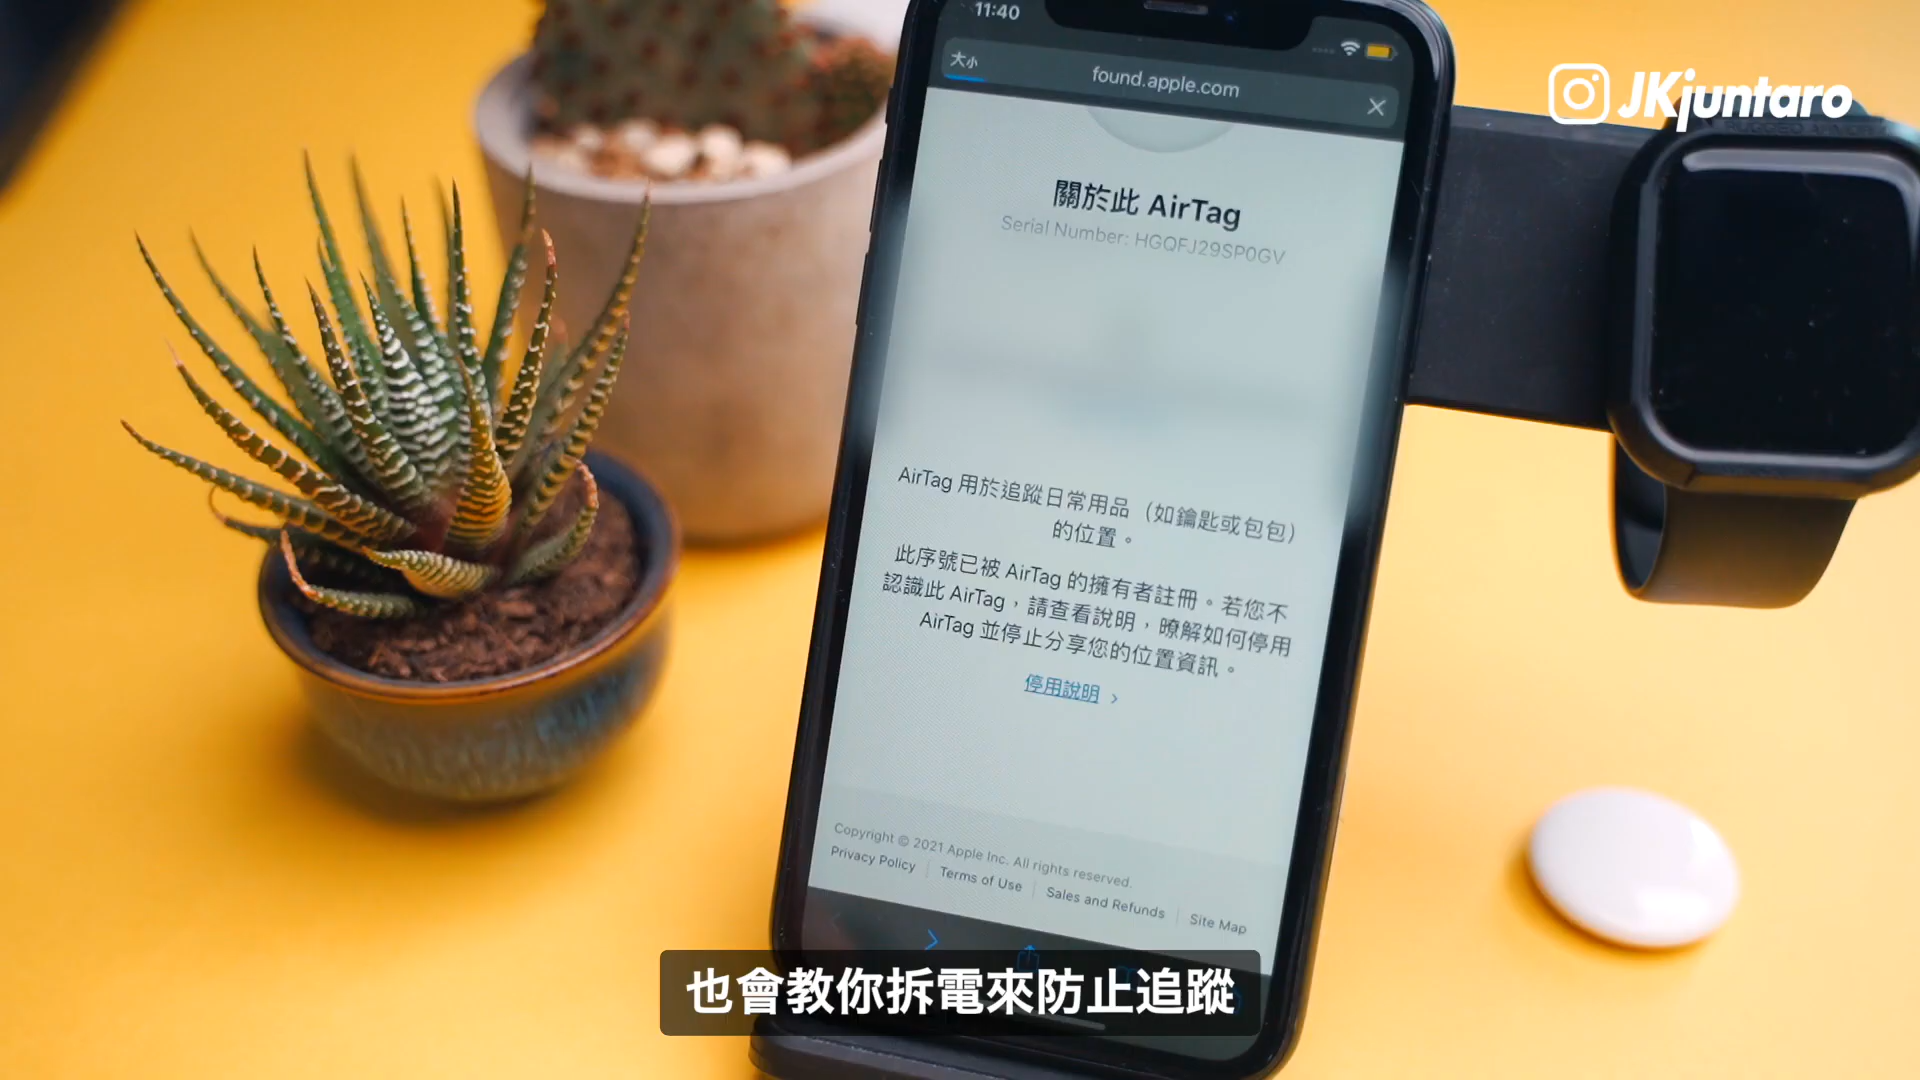 11:40
大小
found.apple.com
JKjuntaro
關於此 AirTag
Serial Number: HGQFJ29SP0GV
AirTag 用於追蹤日常用品（如鑰匙或包包）
的位置。
此序號已被 AirTag 的擁有者註冊。若您不
認識此 AirTag，請查看說明，瞭解如何停用
AirTag 並停止分享您的位置資訊。
停用說明 >
Copyright © 2021 Apple Inc. All rights reserved.
Privacy Policy
Terms of Use
Sales and Refunds
Site Map
也會教你拆電來防止追蹤